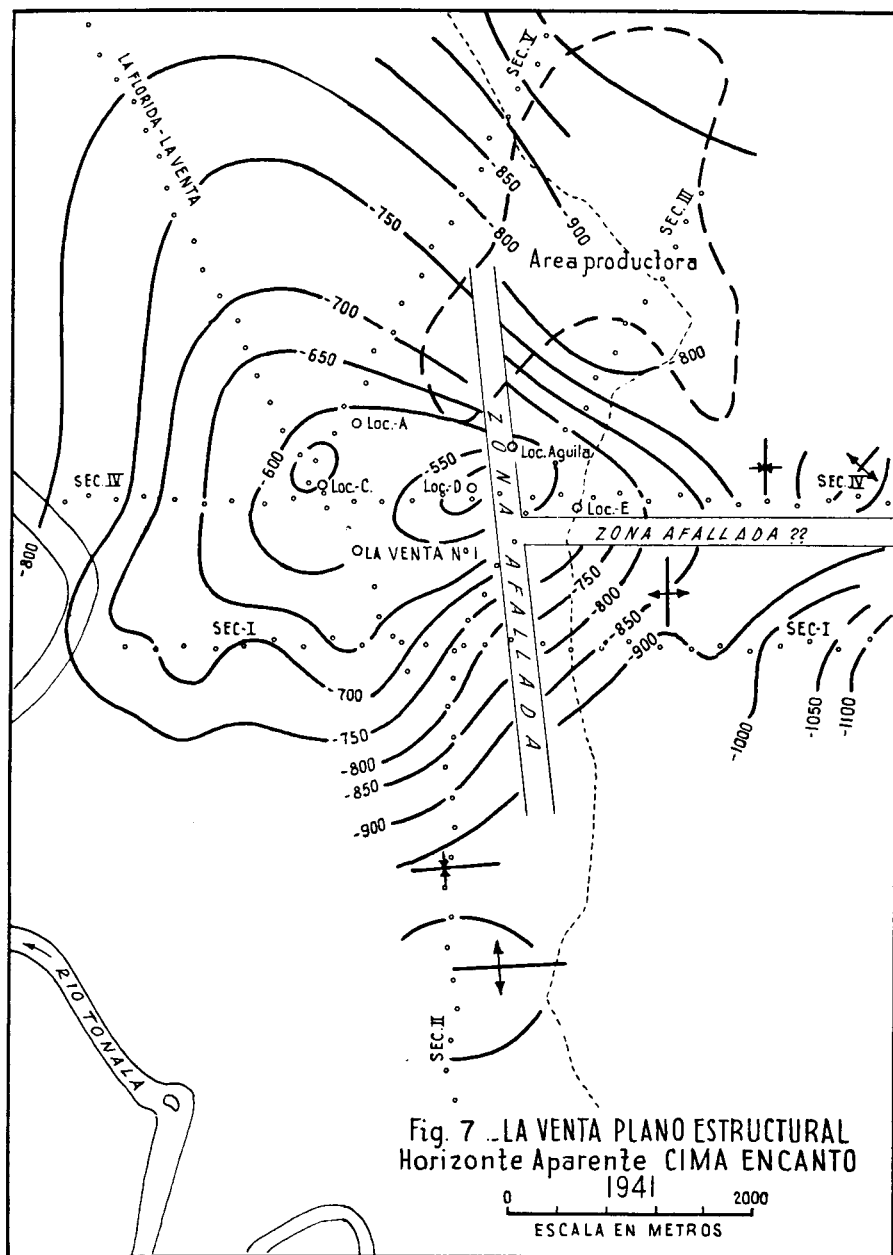 SEC. V
LA FLORIDA - LA VENTA
-850
SEC. III
-750
-800
-900
Area productora
-700
-800
-650
Loc.-A
-600
-550
Loc. Aguila
SEC. IV
Loc.-C.
Loc.-D
Loc.-E
SEC. IV
ZONA AFALLADA ??
ZONA AFALLADA
LA VENTA Nº 1
-800
-750
-800
SEC-I
-850
SEC-I
-900
-700
-750
-800
-850
-900
-1000
-1050
-1100
RIO TONALA
SEC. II
Fig. 7 _ LA VENTA PLANO ESTRUCTURAL
Horizonte Aparente CIMA ENCANTO
1941
0 2000
ESCALA EN METROS